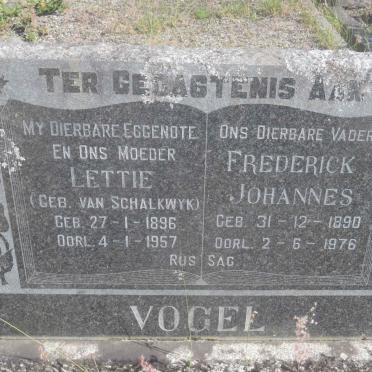 TER GEDAGTENIS AAN
MY DIERBARE EGGENOTE
EN ONS MOEDER
LETTIE
(GEB. VAN SCHALKWYK)
GEB. 27-1-1896
OORL. 4-1-1957
ONS DIERBARE VADER
FREDERICK
JOHANNES
GEB. 31-12-1890
OORL. 2-6-1976
RUS SAG
VOGEL